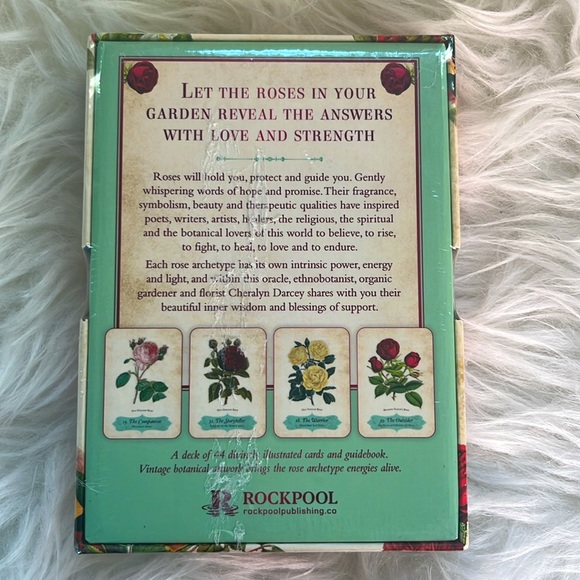 LET THE ROSES IN YOUR
GARDEN REVEAL THE ANSWERS
WITH LOVE AND STRENGTH
Roses will hold you, protect and guide you. Gently
whispering words of hope and promise. Their fragrance,
symbolism, beauty and therapeutic qualities have inspired
poets, writers, artists, healers, the religious, the spiritual
and the botanical lovers of this world to believe, to rise,
to fight, to heal, to love and to endure.
Each rose archetype has its own intrinsic power, energy
and light, and within this oracle, ethnobotanist, organic
gardener and florist Cheralyn Darcey shares with you their
beautiful inner wisdom and blessings of support.
The Storyteller
The Warrior
The Outsider
A deck of 44 divinely illustrated cards and guidebook.
Vintage botanical artwork brings the rose archetype energies alive.
ROCKPOOL
rockpoolpublishing.co